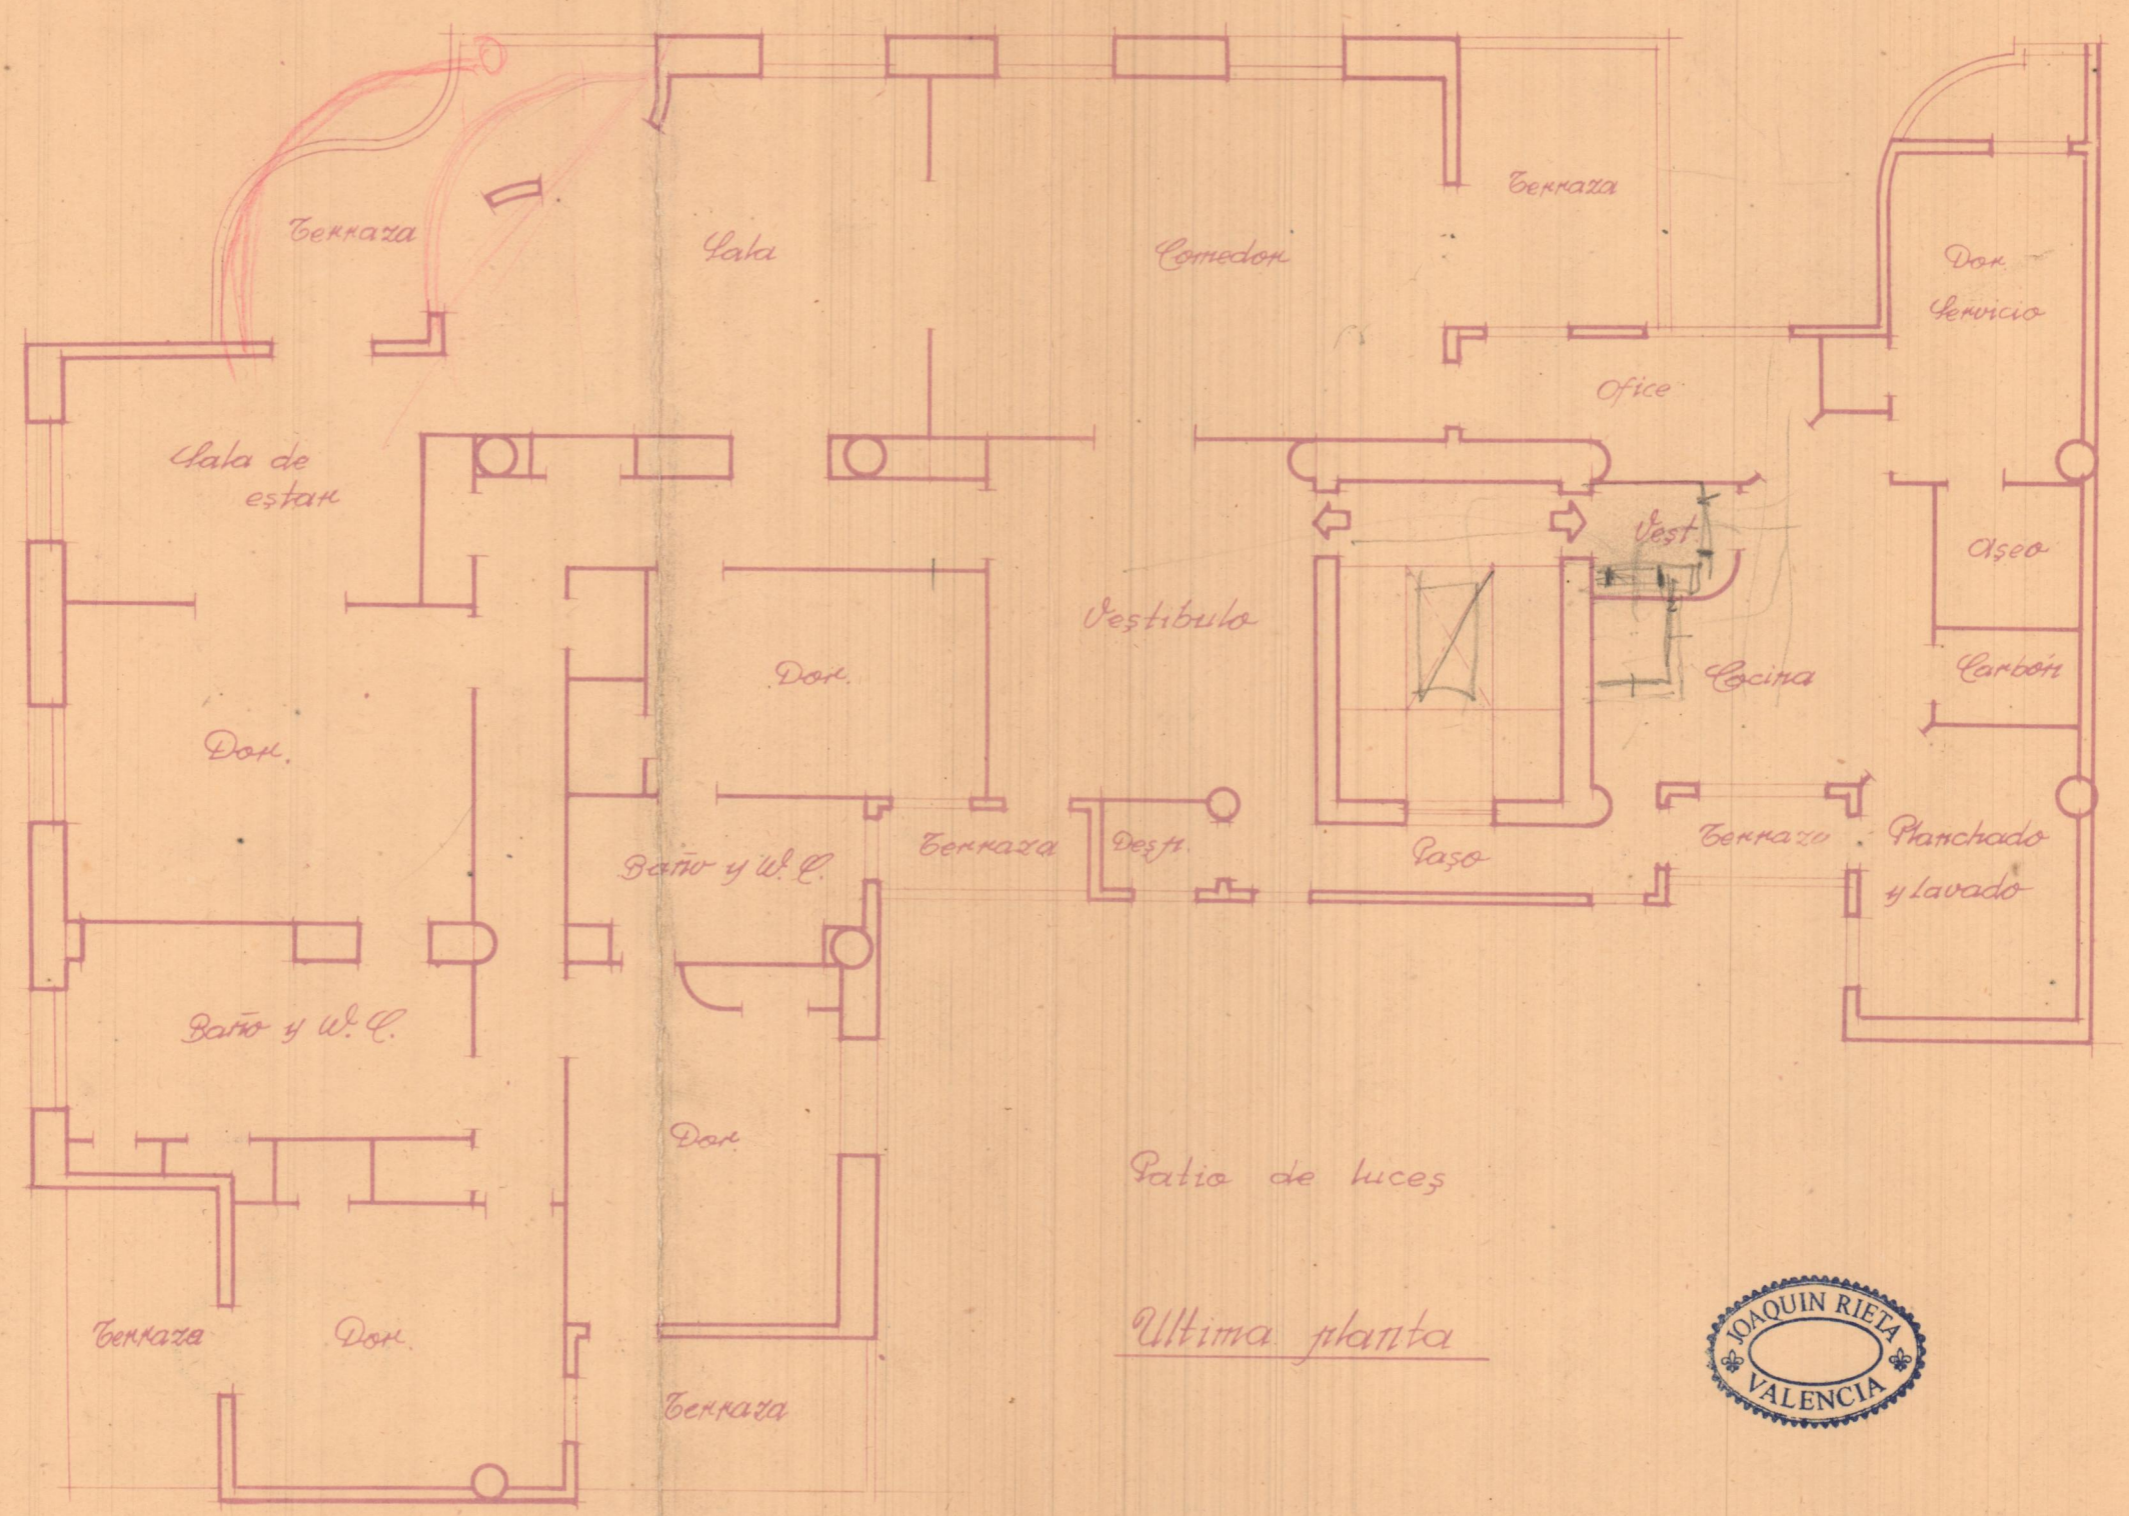 Terraza
Sala
Comedor
Terraza
Dor.
Servicio
Ofice
Sala de
estar
Vest.
Aseo
Vestibulo
Dor.
Cocina
Carbón
Dor.
Baño y W.C.
Terraza
Desp.
Paso
Terraza
Planchado
y lavado
Baño y W.C.
Dor.
Patio de luces
Terraza
Dor.
Ultima planta
Terraza
JOAQUIN RIETA
VALENCIA